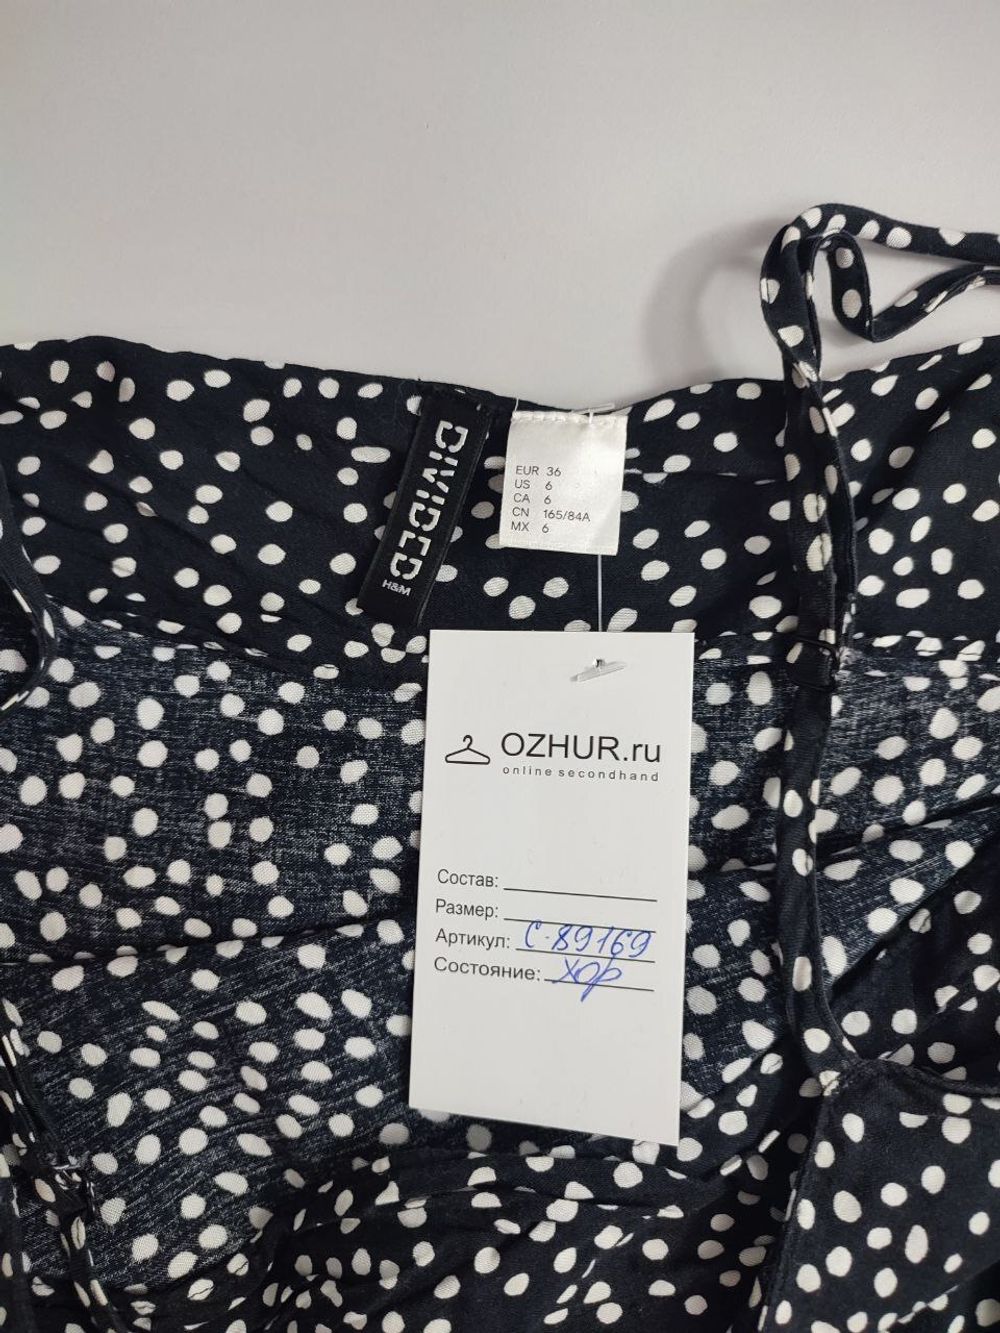 DIVIDED
H&M
EUR 36
US 6
CA 6
CN 165/84A
MX 6
OZHUR.ru
online secondhand
Состав:
Размер:
Артикул: С-89169
Состояние: хор